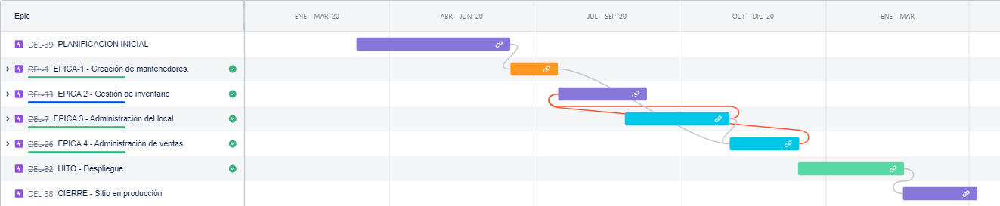 Epic ENE – MAR '20 ABR – JUN '20 JUL – SEP '20 OCT – DIC '20 ENE – MAR
DEL-39 PLANIFICACION INICIAL
DEL-1 EPICA-1 - Creación de mantenedores.
DEL-13 EPICA 2 - Gestión de inventario
DEL-7 EPICA 3 - Administración del local
DEL-26 EPICA 4 - Administración de ventas
DEL-32 HITO - Despliegue
DEL-38 CIERRE - Sitio en producción